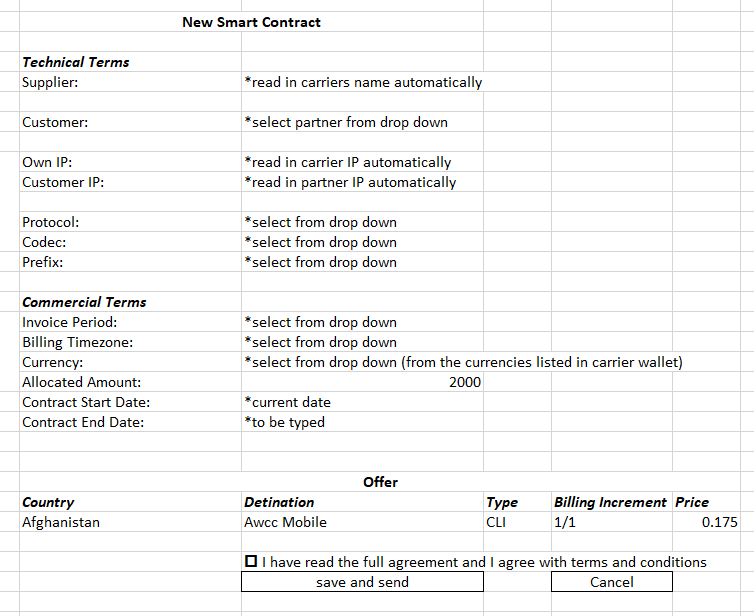 New Smart Contract
Technical Terms
Supplier: *read in carriers name automatically
Customer: *select partner from drop down
Own IP: *read in carrier IP automatically
Customer IP: *read in partner IP automatically
Protocol: *select from drop down
Codec: *select from drop down
Prefix: *select from drop down
Commercial Terms
Invoice Period: *select from drop down
Billing Timezone: *select from drop down
Currency: *select from drop down (from the currencies listed in carrier wallet)
Allocated Amount: 2000
Contract Start Date: *current date
Contract End Date: *to be typed
Offer
Country Detination Type Billing Increment Price
Afghanistan Awcc Mobile CLI 1/1 0.175
I have read the full agreement and I agree with terms and conditions
save and send Cancel